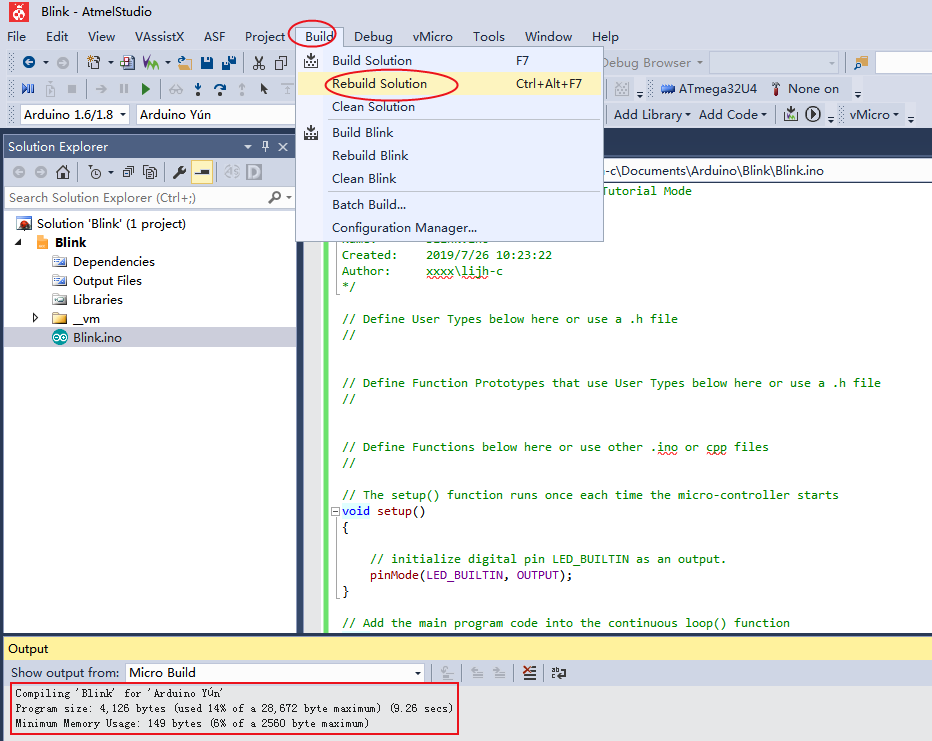 Blink - AtmelStudio
File Edit View VAssistX ASF Project Build Debug vMicro Tools Window Help
Build Solution F7
Debug Browser
Rebuild Solution Ctrl+Alt+F7
ATmega32U4 None on
Clean Solution
Arduino 1.6/1.8 Arduino Yún
Add Library Add Code vMicro
Build Blink
Rebuild Blink
Clean Blink
Batch Build...
Configuration Manager...
Solution Explorer
Search Solution Explorer (Ctrl+;)
Solution 'Blink' (1 project)
Blink
Dependencies
Output Files
Libraries
__vm
Blink.ino
-c\Documents\Arduino\Blink\Blink.ino
Tutorial Mode
Created: 2019/7/26 10:23:22
Author: xxxx\lijh-c
*/
// Define User Types below here or use a .h file
//
// Define Function Prototypes that use User Types below here or use a .h file
//
// Define Functions below here or use other .ino or cpp files
//
// The setup() function runs once each time the micro-controller starts
void setup()
{
// initialize digital pin LED_BUILTIN as an output.
pinMode(LED_BUILTIN, OUTPUT);
}
// Add the main program code into the continuous loop() function
Output
Show output from: Micro Build
Compiling 'Blink' for 'Arduino Yún'
Program size: 4,126 bytes (used 14% of a 28,672 byte maximum) (9.26 secs)
Minimum Memory Usage: 149 bytes (6% of a 2560 byte maximum)